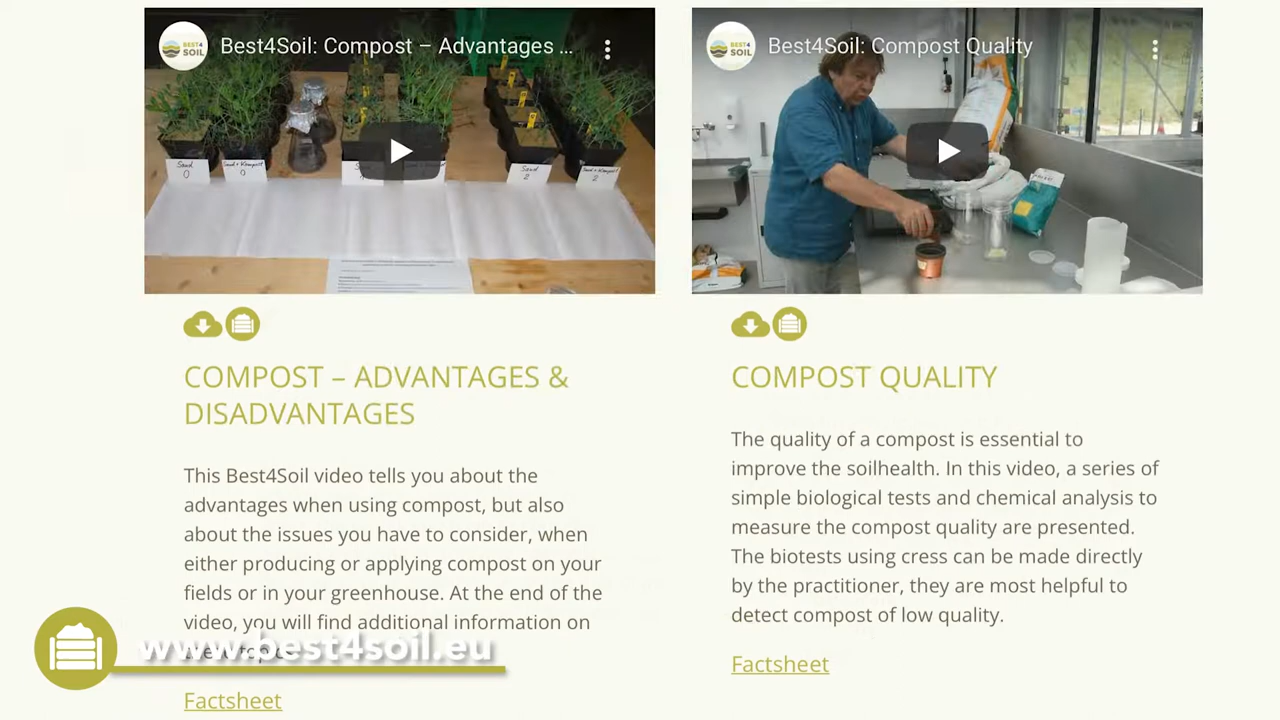 BEST4
SOIL
Best4Soil: Compost – Advantages ...
Sand
0
Sand + Kompost
0
Sand
2
Sand + Kompost
2
COMPOST – ADVANTAGES &
DISADVANTAGES
This Best4Soil video tells you about the
advantages when using compost, but also
about the issues you have to consider, when
either producing or applying compost on your
fields or in your greenhouse. At the end of the
video, you will find additional information on
Factsheet
BEST4
SOIL
Best4Soil: Compost Quality
COMPOST QUALITY
The quality of a compost is essential to
improve the soilhealth. In this video, a series of
simple biological tests and chemical analysis to
measure the compost quality are presented.
The biotests using cress can be made directly
by the practitioner, they are most helpful to
detect compost of low quality.
Factsheet
www.best4soil.eu